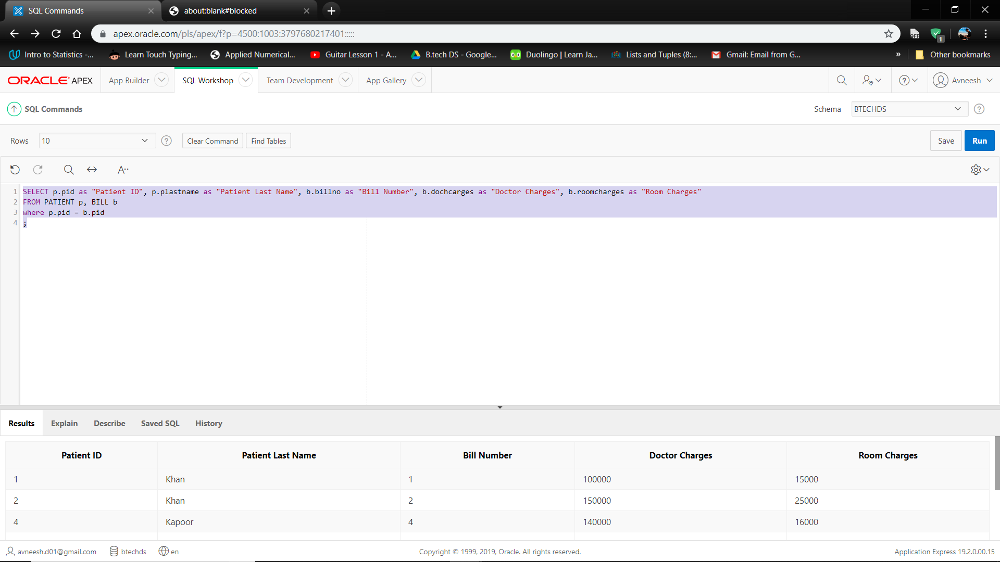 SQL Commands
about:blank#blocked
apex.oracle.com/pls/apex/f?p=4500:1003:3797680217401:::::
OFF
1
Intro to Statistics -...
Learn Touch Typing...
Applied Numerical...
Guitar Lesson 1 - A...
B.tech DS - Google...
Duolingo | Learn Ja...
Lists and Tuples (8:...
Gmail: Email from G...
»
Other bookmarks
ORACLE® APEX
App Builder
SQL Workshop
Team Development
App Gallery
Avneesh
SQL Commands
Schema
BTECHDS
Rows
10
Clear Command
Find Tables
Save
Run
A··
1 SELECT p.pid as "Patient ID", p.plastname as "Patient Last Name", b.billno as "Bill Number", b.dochcarges as "Doctor Charges", b.roomcharges as "Room Charges"
2 FROM PATIENT p, BILL b
3 where p.pid = b.pid
4 ;
Results
Explain
Describe
Saved SQL
History
Patient ID Patient Last Name Bill Number Doctor Charges Room Charges
1 Khan 1 100000 15000
2 Khan 2 150000 25000
4 Kapoor 4 140000 16000
avneesh.d01@gmail.com
btechds
en
Copyright © 1999, 2019, Oracle. All rights reserved.
Application Express 19.2.0.00.15